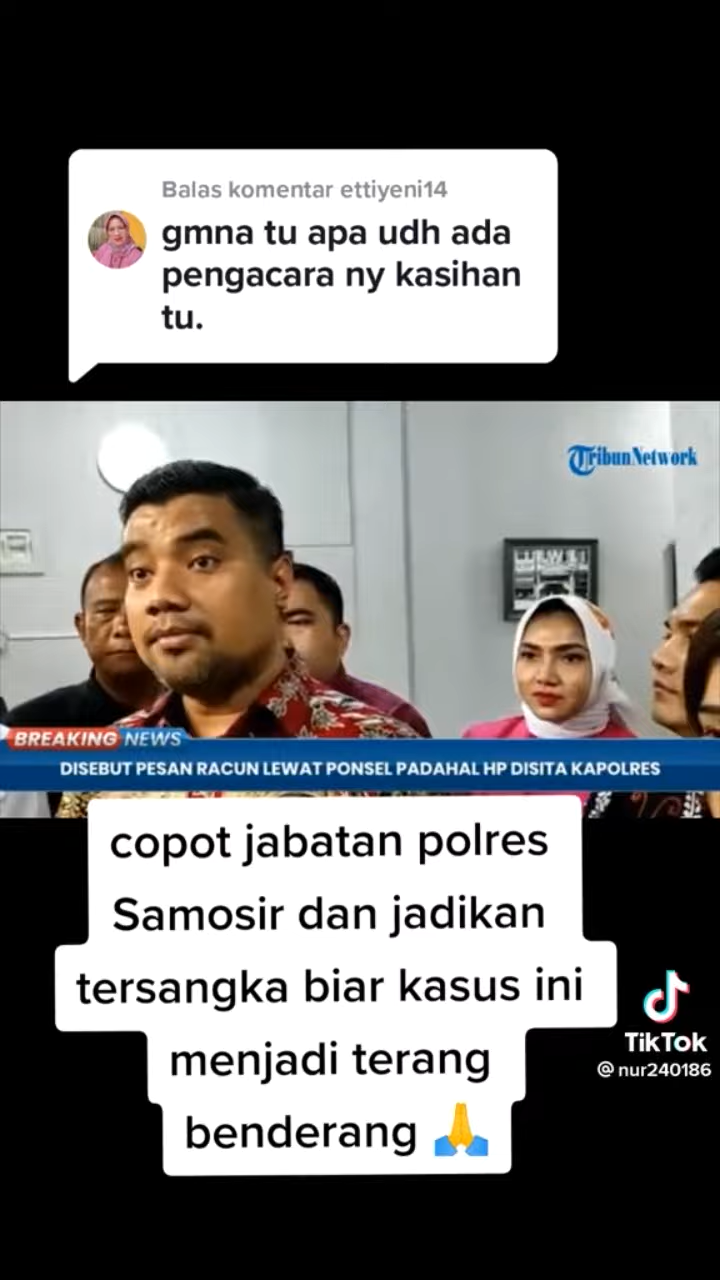 Balas komentar ettiyeni14
gmna tu apa udh ada
pengacara ny kasihan
tu.
TribunNetwork
BREAKING NEWS
DISEBUT PESAN RACUN LEWAT PONSEL PADAHAL HP DISITA KAPOLRES
copot jabatan polres
Samosir dan jadikan
tersangka biar kasus ini
menjadi terang
benderang 🙏
TikTok
@nur240186